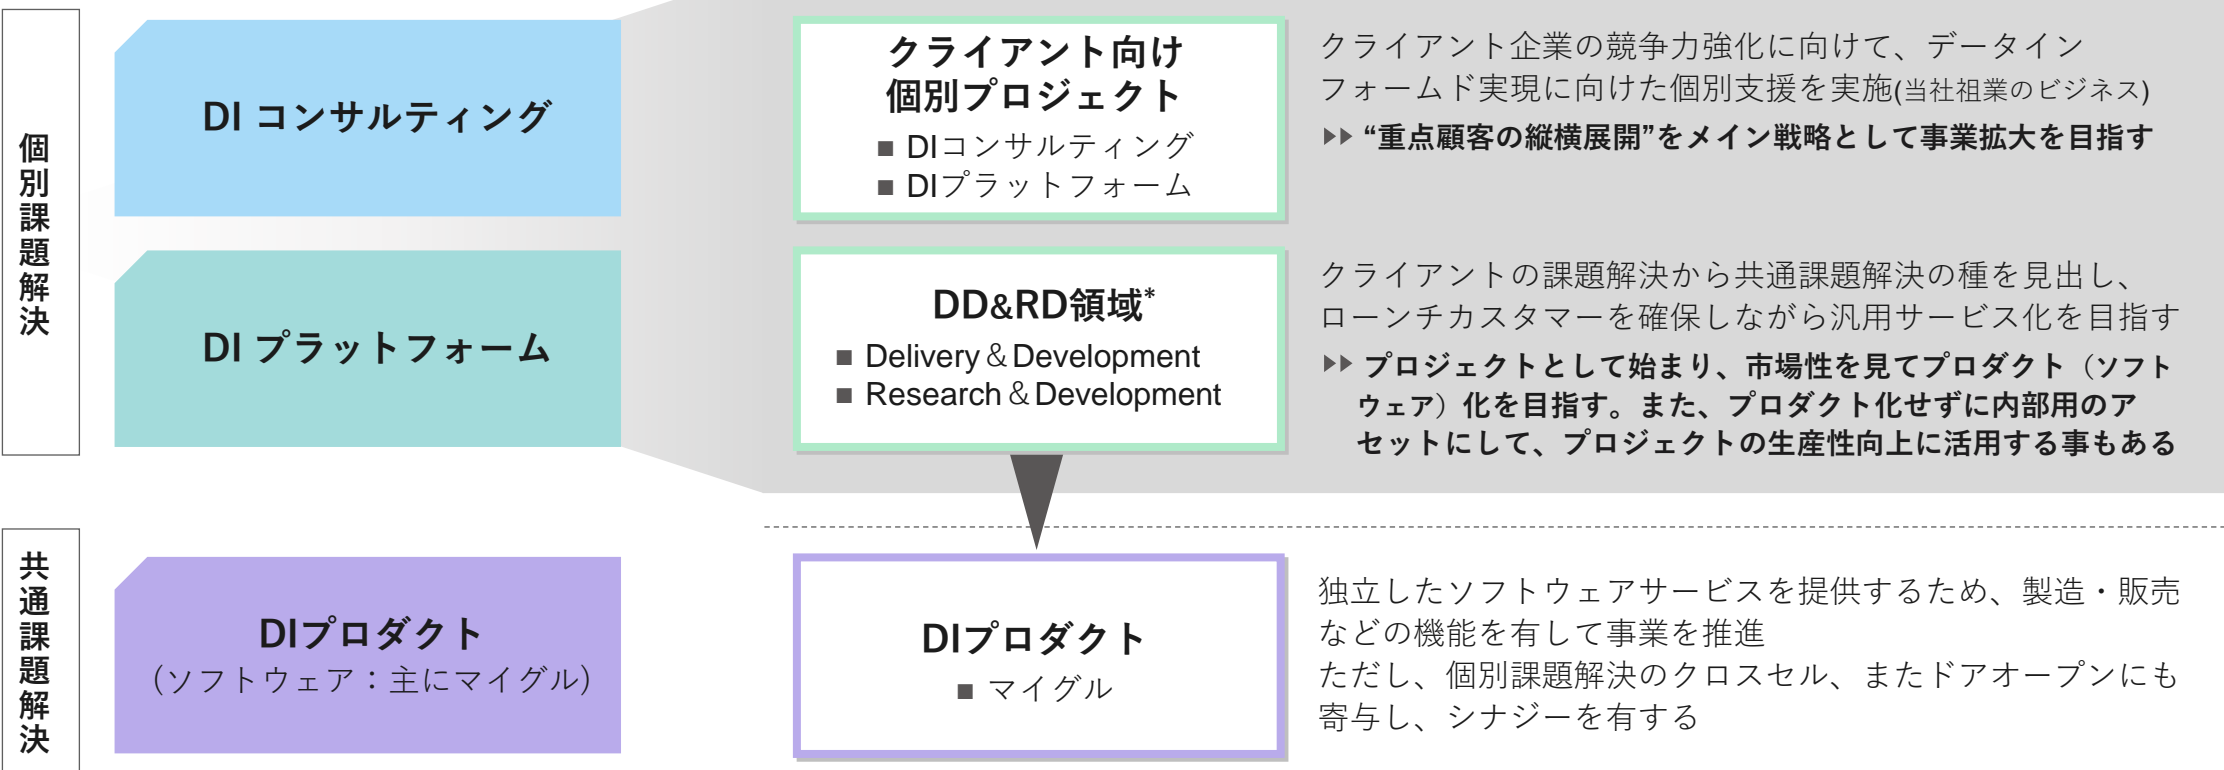 個別課題解決
DI コンサルティング
クライアント向け
個別プロジェクト
■ DIコンサルティング
■ DIプラットフォーム
クライアント企業の競争力強化に向けて、データイン
フォームド実現に向けた個別支援を実施(当社祖業のビジネス)
▶▶ “重点顧客の縦横展開”をメイン戦略として事業拡大を目指す
DI プラットフォーム
DD&RD領域*
■ Delivery＆Development
■ Research＆Development
クライアントの課題解決から共通課題解決の種を見出し、
ローンチカスタマーを確保しながら汎用サービス化を目指す
▶▶ プロジェクトとして始まり、市場性を見てプロダクト（ソフト
ウェア）化を目指す。また、プロダクト化せずに内部用のア
セットにして、プロジェクトの生産性向上に活用する事もある
共通課題解決
DIプロダクト
（ソフトウェア：主にマイグル）
DIプロダクト
■ マイグル
独立したソフトウェアサービスを提供するため、製造・販売
などの機能を有して事業を推進
ただし、個別課題解決のクロスセル、またドアオープンにも
寄与し、シナジーを有する